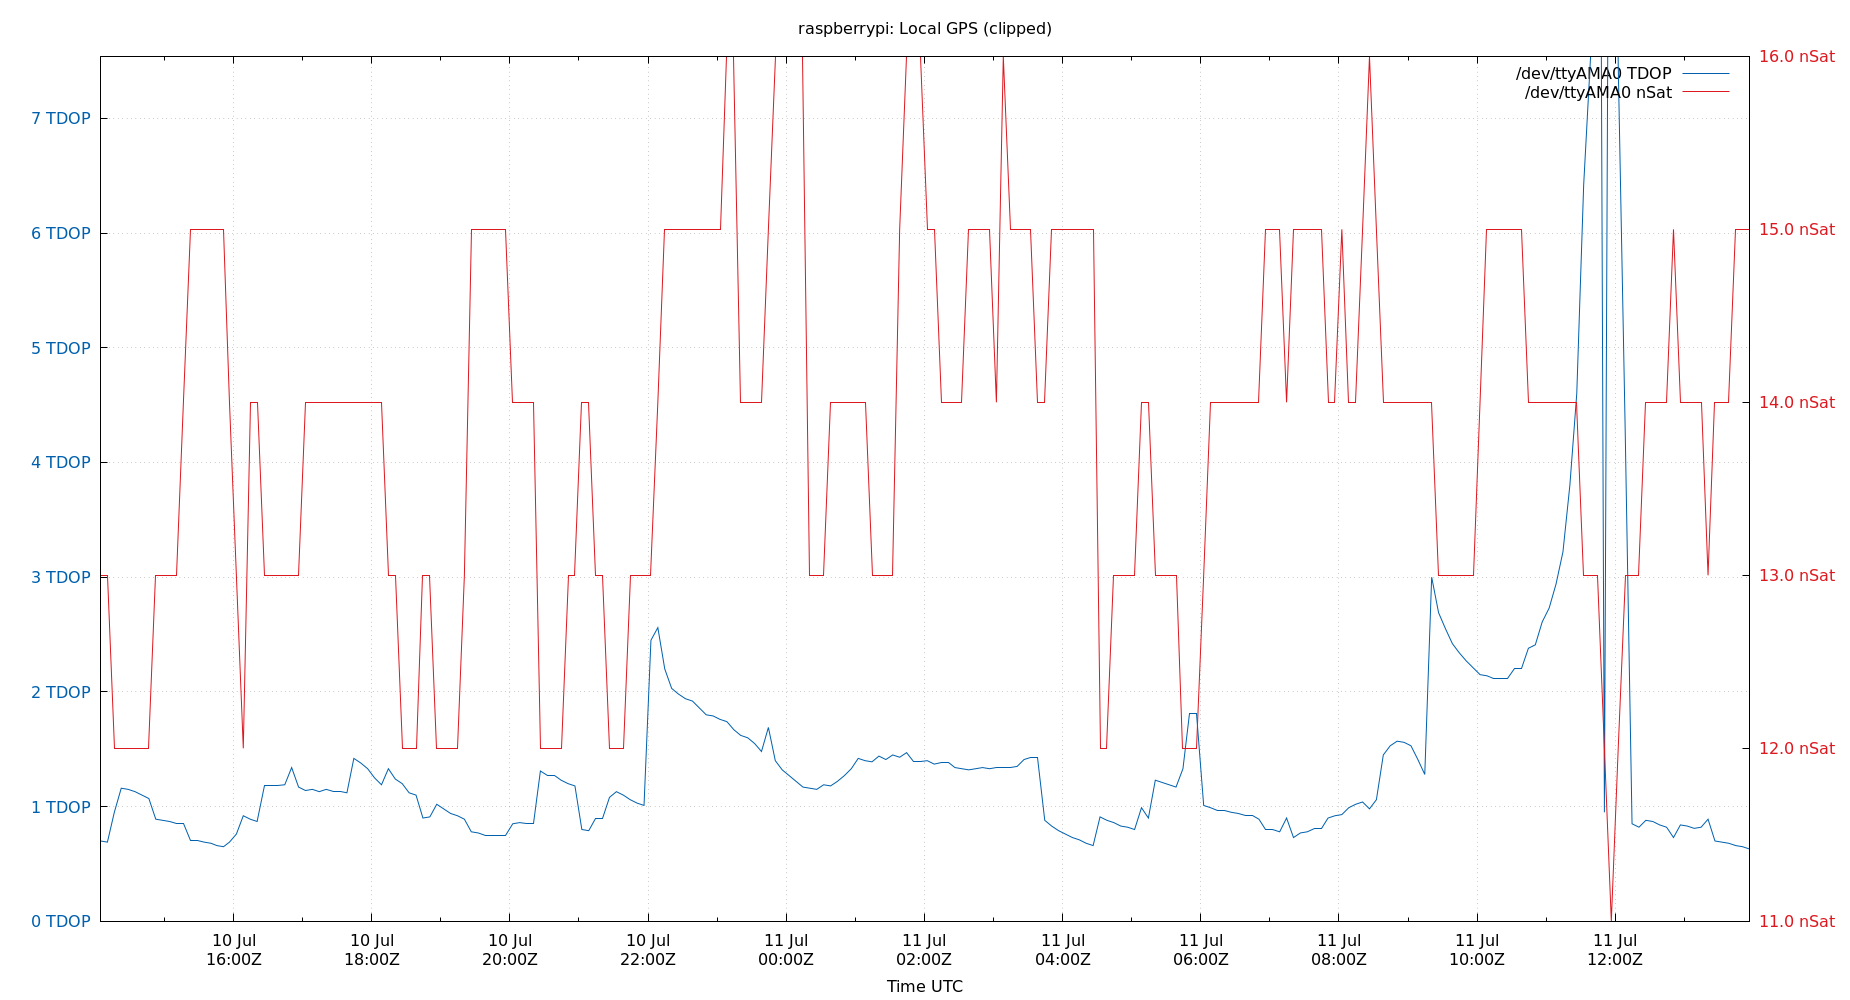 raspberrypi: Local GPS (clipped)
/dev/ttyAMA0 TDOP
/dev/ttyAMA0 nSat
7 TDOP
6 TDOP
5 TDOP
4 TDOP
3 TDOP
2 TDOP
1 TDOP
0 TDOP
16.0 nSat
15.0 nSat
14.0 nSat
13.0 nSat
12.0 nSat
11.0 nSat
10 Jul
16:00Z
10 Jul
18:00Z
10 Jul
20:00Z
10 Jul
22:00Z
11 Jul
00:00Z
11 Jul
02:00Z
11 Jul
04:00Z
11 Jul
06:00Z
11 Jul
08:00Z
11 Jul
10:00Z
11 Jul
12:00Z
Time UTC